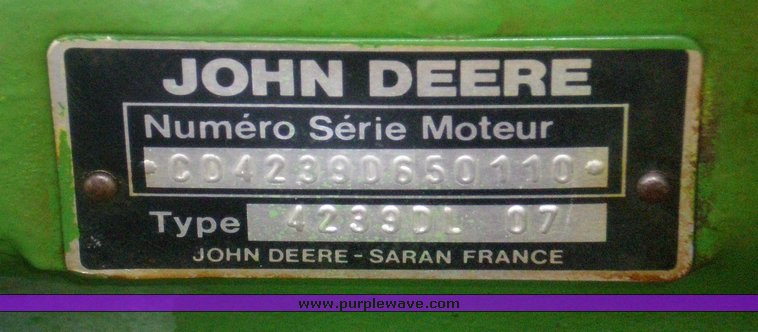 JOHN DEERE
Numéro Série Moteur
*CD4239D650110*
Type 4239DL 07
JOHN DEERE - SARAN FRANCE
www.purplewave.com